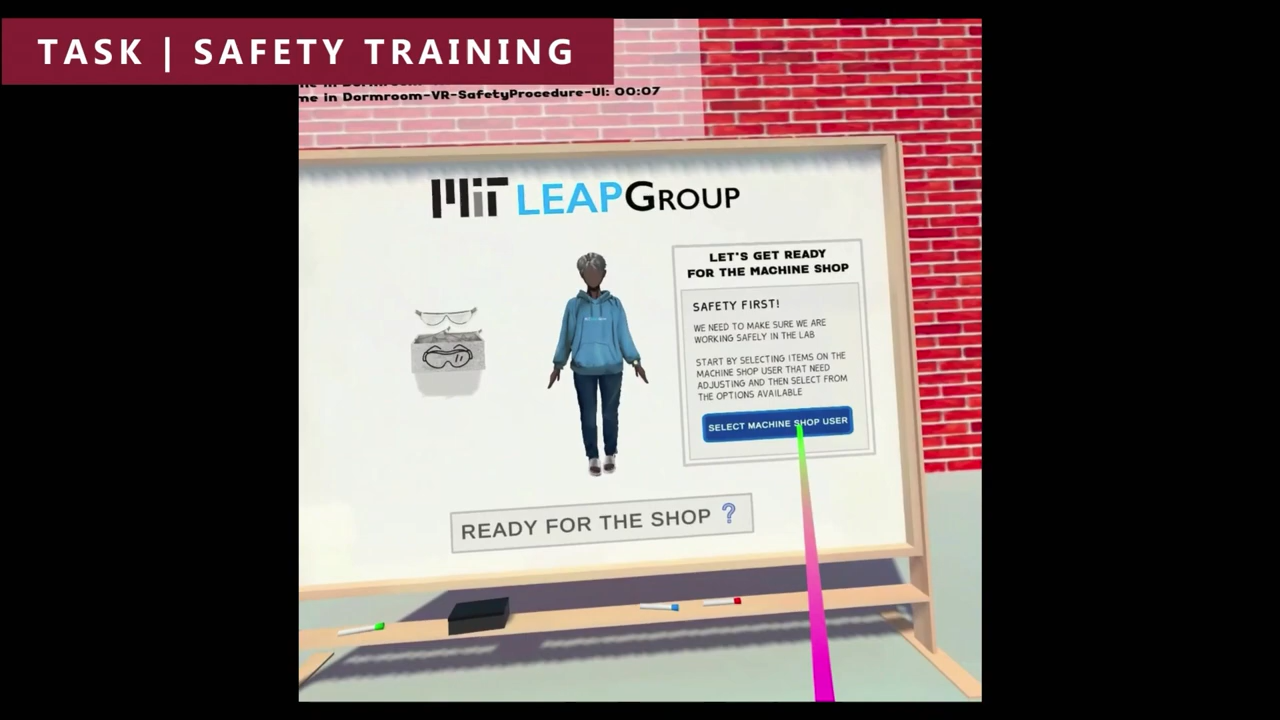 TASK | SAFETY TRAINING
me in Dormroom-VR-SafetyProcedure-UI: 00:07
MIT LEAPGROUP
LET'S GET READY
FOR THE MACHINE SHOP
SAFETY FIRST!
WE NEED TO MAKE SURE WE ARE
WORKING SAFELY IN THE LAB
START BY SELECTING ITEMS ON THE
MACHINE SHOP USER THAT NEED
ADJUSTING AND THEN SELECT FROM
THE OPTIONS AVAILABLE
SELECT MACHINE SHOP USER
READY FOR THE SHOP ?